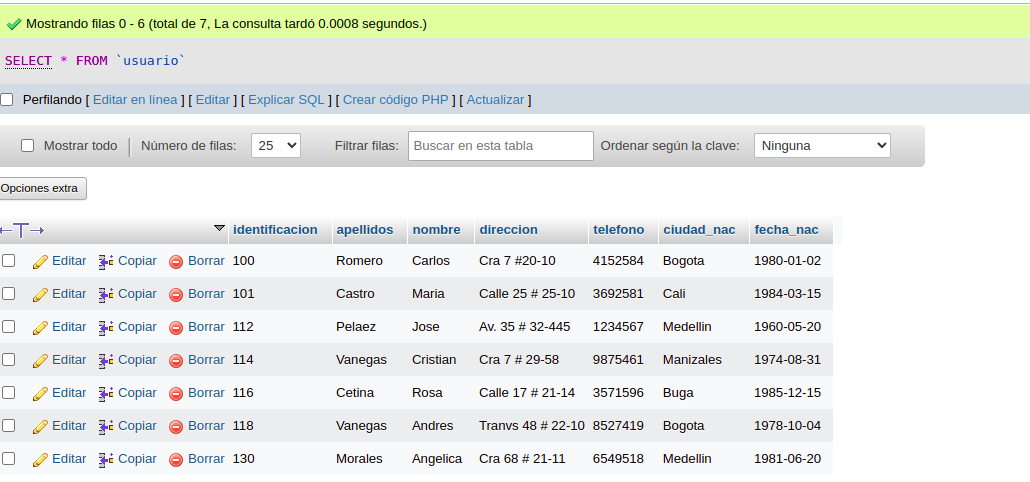 Mostrando filas 0 - 6 (total de 7, La consulta tardó 0.0008 segundos.)
SELECT * FROM `usuario`
Perfilando [ Editar en línea ] [ Editar ] [ Explicar SQL ] [ Crear código PHP ] [ Actualizar ]
Mostrar todo Número de filas: 25 Filtrar filas: Buscar en esta tabla Ordenar según la clave: Ninguna
Opciones extra
←T→ identificacion apellidos nombre direccion telefono ciudad_nac fecha_nac
Editar Copiar Borrar 100 Romero Carlos Cra 7 #20-10 4152584 Bogota 1980-01-02
Editar Copiar Borrar 101 Castro Maria Calle 25 # 25-10 3692581 Cali 1984-03-15
Editar Copiar Borrar 112 Pelaez Jose Av. 35 # 32-445 1234567 Medellin 1960-05-20
Editar Copiar Borrar 114 Vanegas Cristian Cra 7 # 29-58 9875461 Manizales 1974-08-31
Editar Copiar Borrar 116 Cetina Rosa Calle 17 # 21-14 3571596 Buga 1985-12-15
Editar Copiar Borrar 118 Vanegas Andres Tranvs 48 # 22-10 8527419 Bogota 1978-10-04
Editar Copiar Borrar 130 Morales Angelica Cra 68 # 21-11 6549518 Medellin 1981-06-20